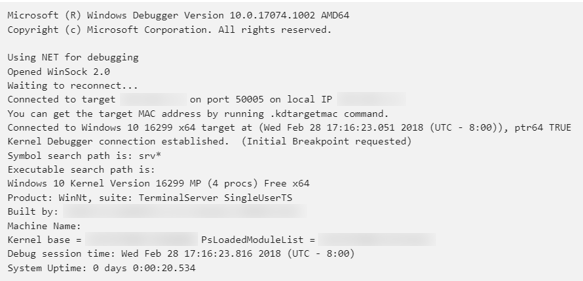 Microsoft (R) Windows Debugger Version 10.0.17074.1002 AMD64
Copyright (c) Microsoft Corporation. All rights reserved.
Using NET for debugging
Opened WinSock 2.0
Waiting to reconnect...
Connected to target on port 50005 on local IP
You can get the target MAC address by running .kdtargetmac command.
Connected to Windows 10 16299 x64 target at (Wed Feb 28 17:16:23.051 2018 (UTC - 8:00)), ptr64 TRUE
Kernel Debugger connection established.  (Initial Breakpoint requested)
Symbol search path is: srv*
Executable search path is:
Windows 10 Kernel Version 16299 MP (4 procs) Free x64
Product: WinNt, suite: TerminalServer SingleUserTS
Built by:
Machine Name:
Kernel base = PsLoadedModuleList =
Debug session time: Wed Feb 28 17:16:23.816 2018 (UTC - 8:00)
System Uptime: 0 days 0:00:20.534